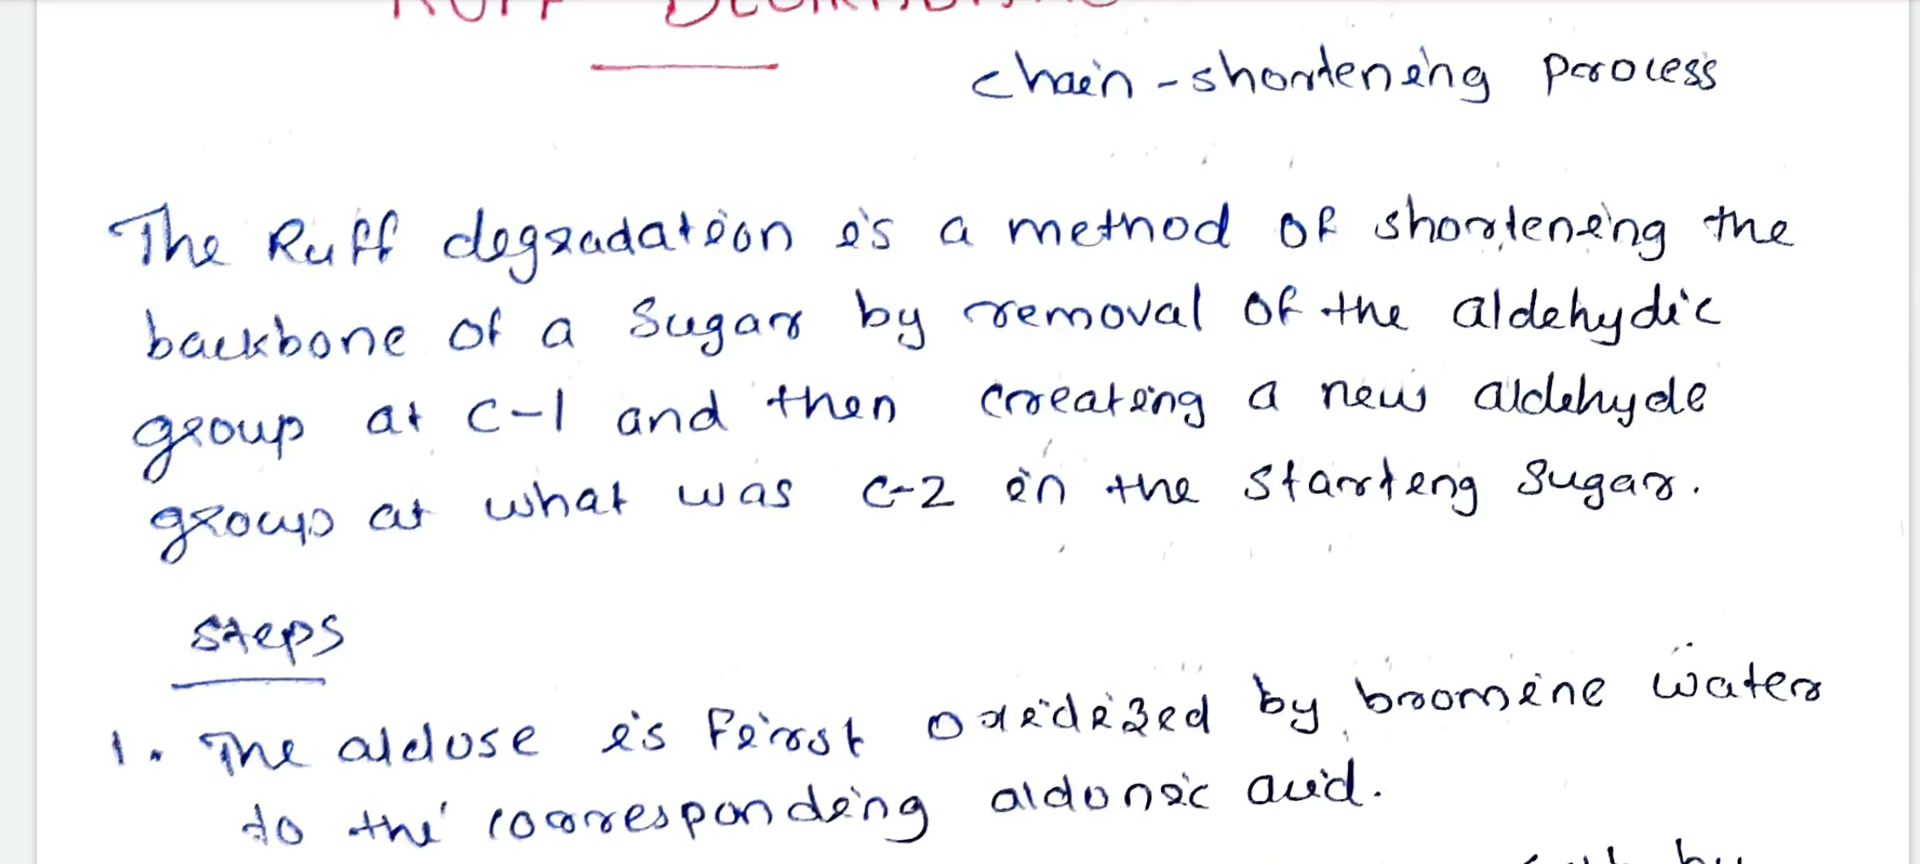 RUFF
chain - shortening process
The Ruff degradation is a method of shortening the
backbone of a sugar by removal of the aldehydic
group at C-1 and then creating a new aldehyde
group at what was C-2 in the starting sugar.
Steps
1. The aldose is first oxidized by bromine water
to the corresponding aldonic acid.
by